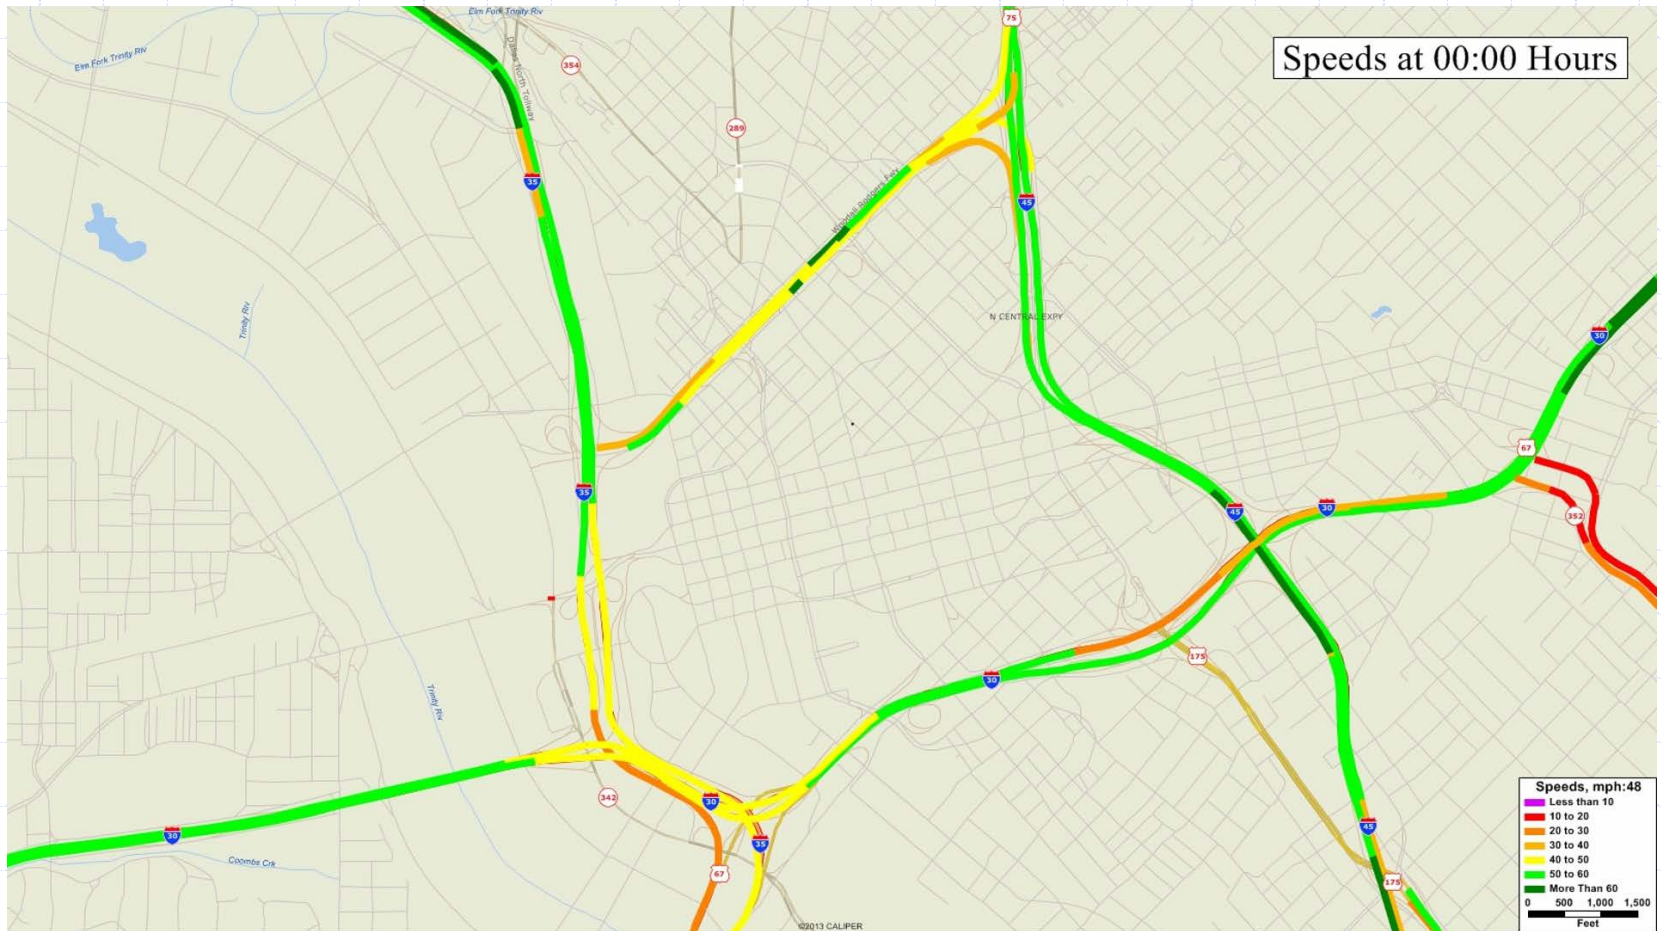 Elm Fork Trinity Riv
75
Elm Fork Trinity Riv
Dallas North Tollway
354
Speeds at 00:00 Hours
289
35
Woodall Rodgers Fwy
45
Trinity Riv
N CENTRAL EXPY
30
67
35
45
30
352
175
30
Trinity Riv
342
30
30
35
45
Coombs Crk
67
175
©2013 CALIPER
Speeds, mph:48
Less than 10
10 to 20
20 to 30
30 to 40
40 to 50
50 to 60
More Than 60
0 500 1,000 1,500
Feet